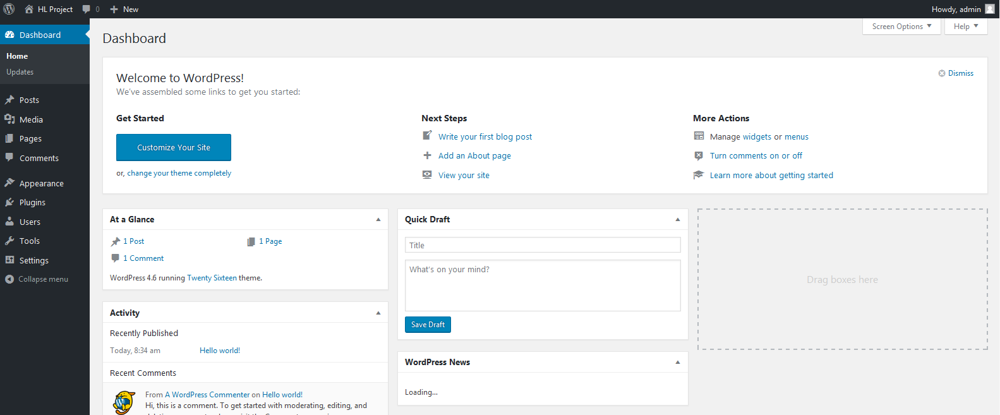 HL Project 0 New Howdy, admin
Screen Options Help
Dashboard
Home
Updates
Posts
Media
Pages
Comments
Appearance
Plugins
Users
Tools
Settings
Collapse menu
Dashboard
Welcome to WordPress! Dismiss
We've assembled some links to get you started:
Get Started
Customize Your Site
or, change your theme completely
Next Steps
Write your first blog post
Add an About page
View your site
More Actions
Manage widgets or menus
Turn comments on or off
Learn more about getting started
At a Glance
1 Post 1 Page
1 Comment
WordPress 4.6 running Twenty Sixteen theme.
Activity
Recently Published
Today, 8:34 am Hello world!
Recent Comments
From A WordPress Commenter on Hello world!
Hi, this is a comment. To get started with moderating, editing, and
Quick Draft
Title
What's on your mind?
Save Draft
WordPress News
Loading...
Drag boxes here